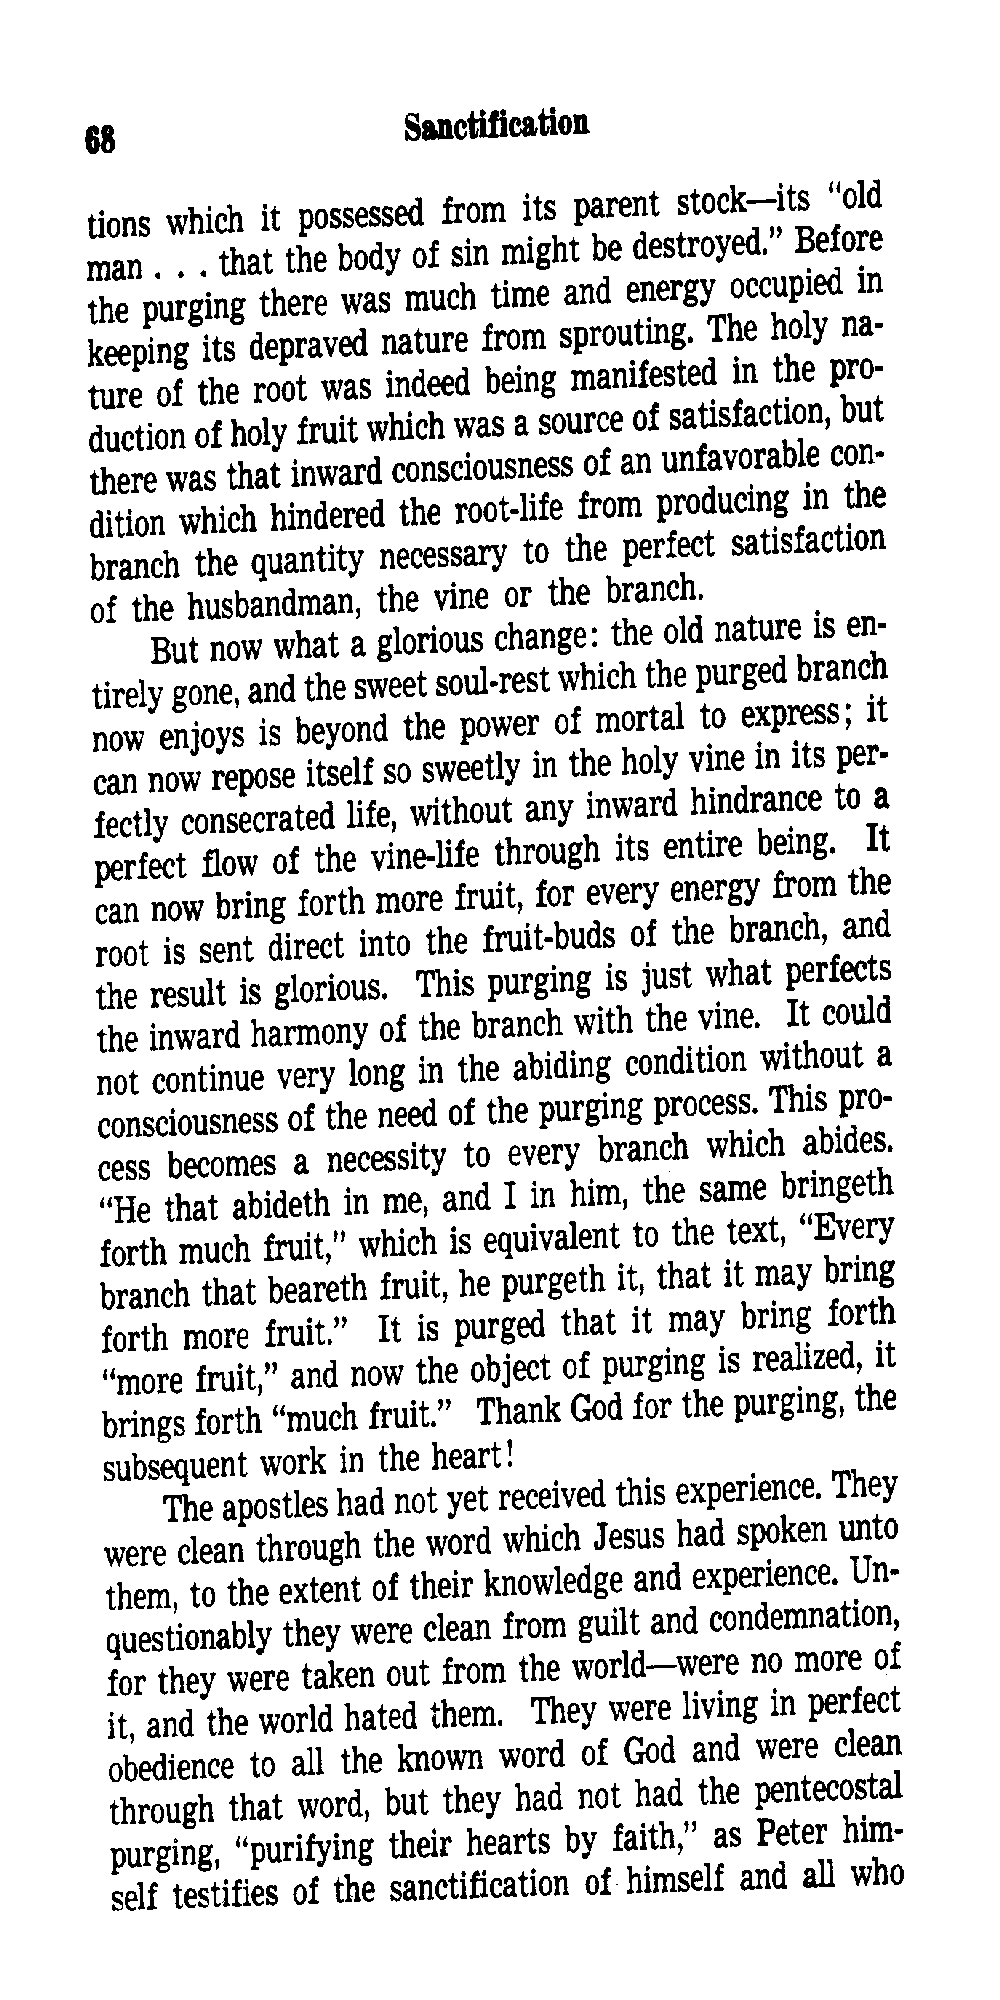 68 Sanctification
tions which it possessed from its parent stock—its “old
man . . . that the body of sin might be destroyed.” Before
the purging there was much time and energy occupied in
keeping its depraved nature from sprouting. The holy na-
ture of the root was indeed being manifested in the pro-
duction of holy fruit which was a source of satisfaction, but
there was that inward consciousness of an unfavorable con-
dition which hindered the root-life from producing in the
branch the quantity necessary to the perfect satisfaction
of the husbandman, the vine or the branch.
But now what a glorious change: the old nature is en-
tirely gone, and the sweet soul-rest which the purged branch
now enjoys is beyond the power of mortal to express; it
can now repose itself so sweetly in the holy vine in its per-
fectly consecrated life, without any inward hindrance to a
perfect flow of the vine-life through its entire being. It
can now bring forth more fruit, for every energy from the
root is sent direct into the fruit-buds of the branch, and
the result is glorious. This purging is just what perfects
the inward harmony of the branch with the vine. It could
not continue very long in the abiding condition without a
consciousness of the need of the purging process. This pro-
cess becomes a necessity to every branch which abides.
“He that abideth in me, and I in him, the same bringeth
forth much fruit,” which is equivalent to the text, “Every
branch that beareth fruit, he purgeth it, that it may bring
forth more fruit.” It is purged that it may bring forth
“more fruit,” and now the object of purging is realized, it
brings forth “much fruit.” Thank God for the purging, the
subsequent work in the heart!
The apostles had not yet received this experience. They
were clean through the word which Jesus had spoken unto
them, to the extent of their knowledge and experience. Un-
questionably they were clean from guilt and condemnation,
for they were taken out from the world—were no more of
it, and the world hated them. They were living in perfect
obedience to all the known word of God and were clean
through that word, but they had not had the pentecostal
purging, “purifying their hearts by faith,” as Peter him-
self testifies of the sanctification of himself and all who